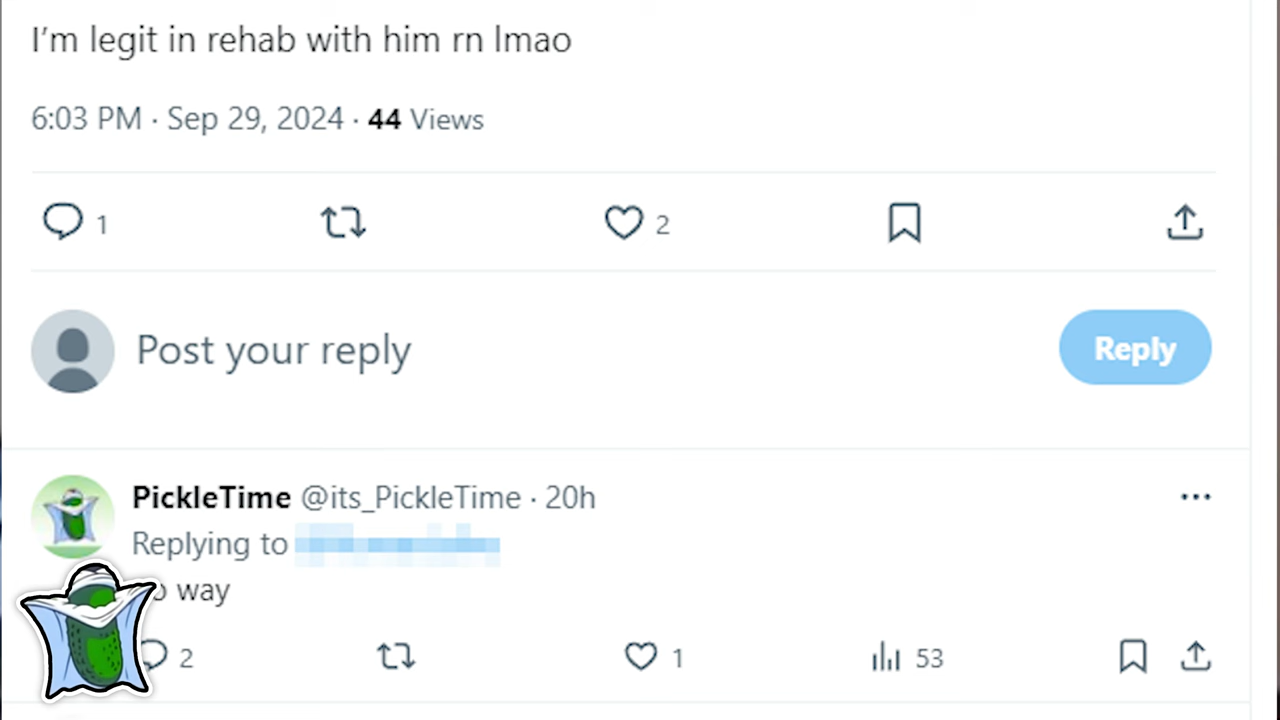 I'm legit in rehab with him rn lmao
6:03 PM · Sep 29, 2024 · 44 Views
1
2
Post your reply
Reply
PickleTime @its_PickleTime · 20h
Replying to
way
2
1
53